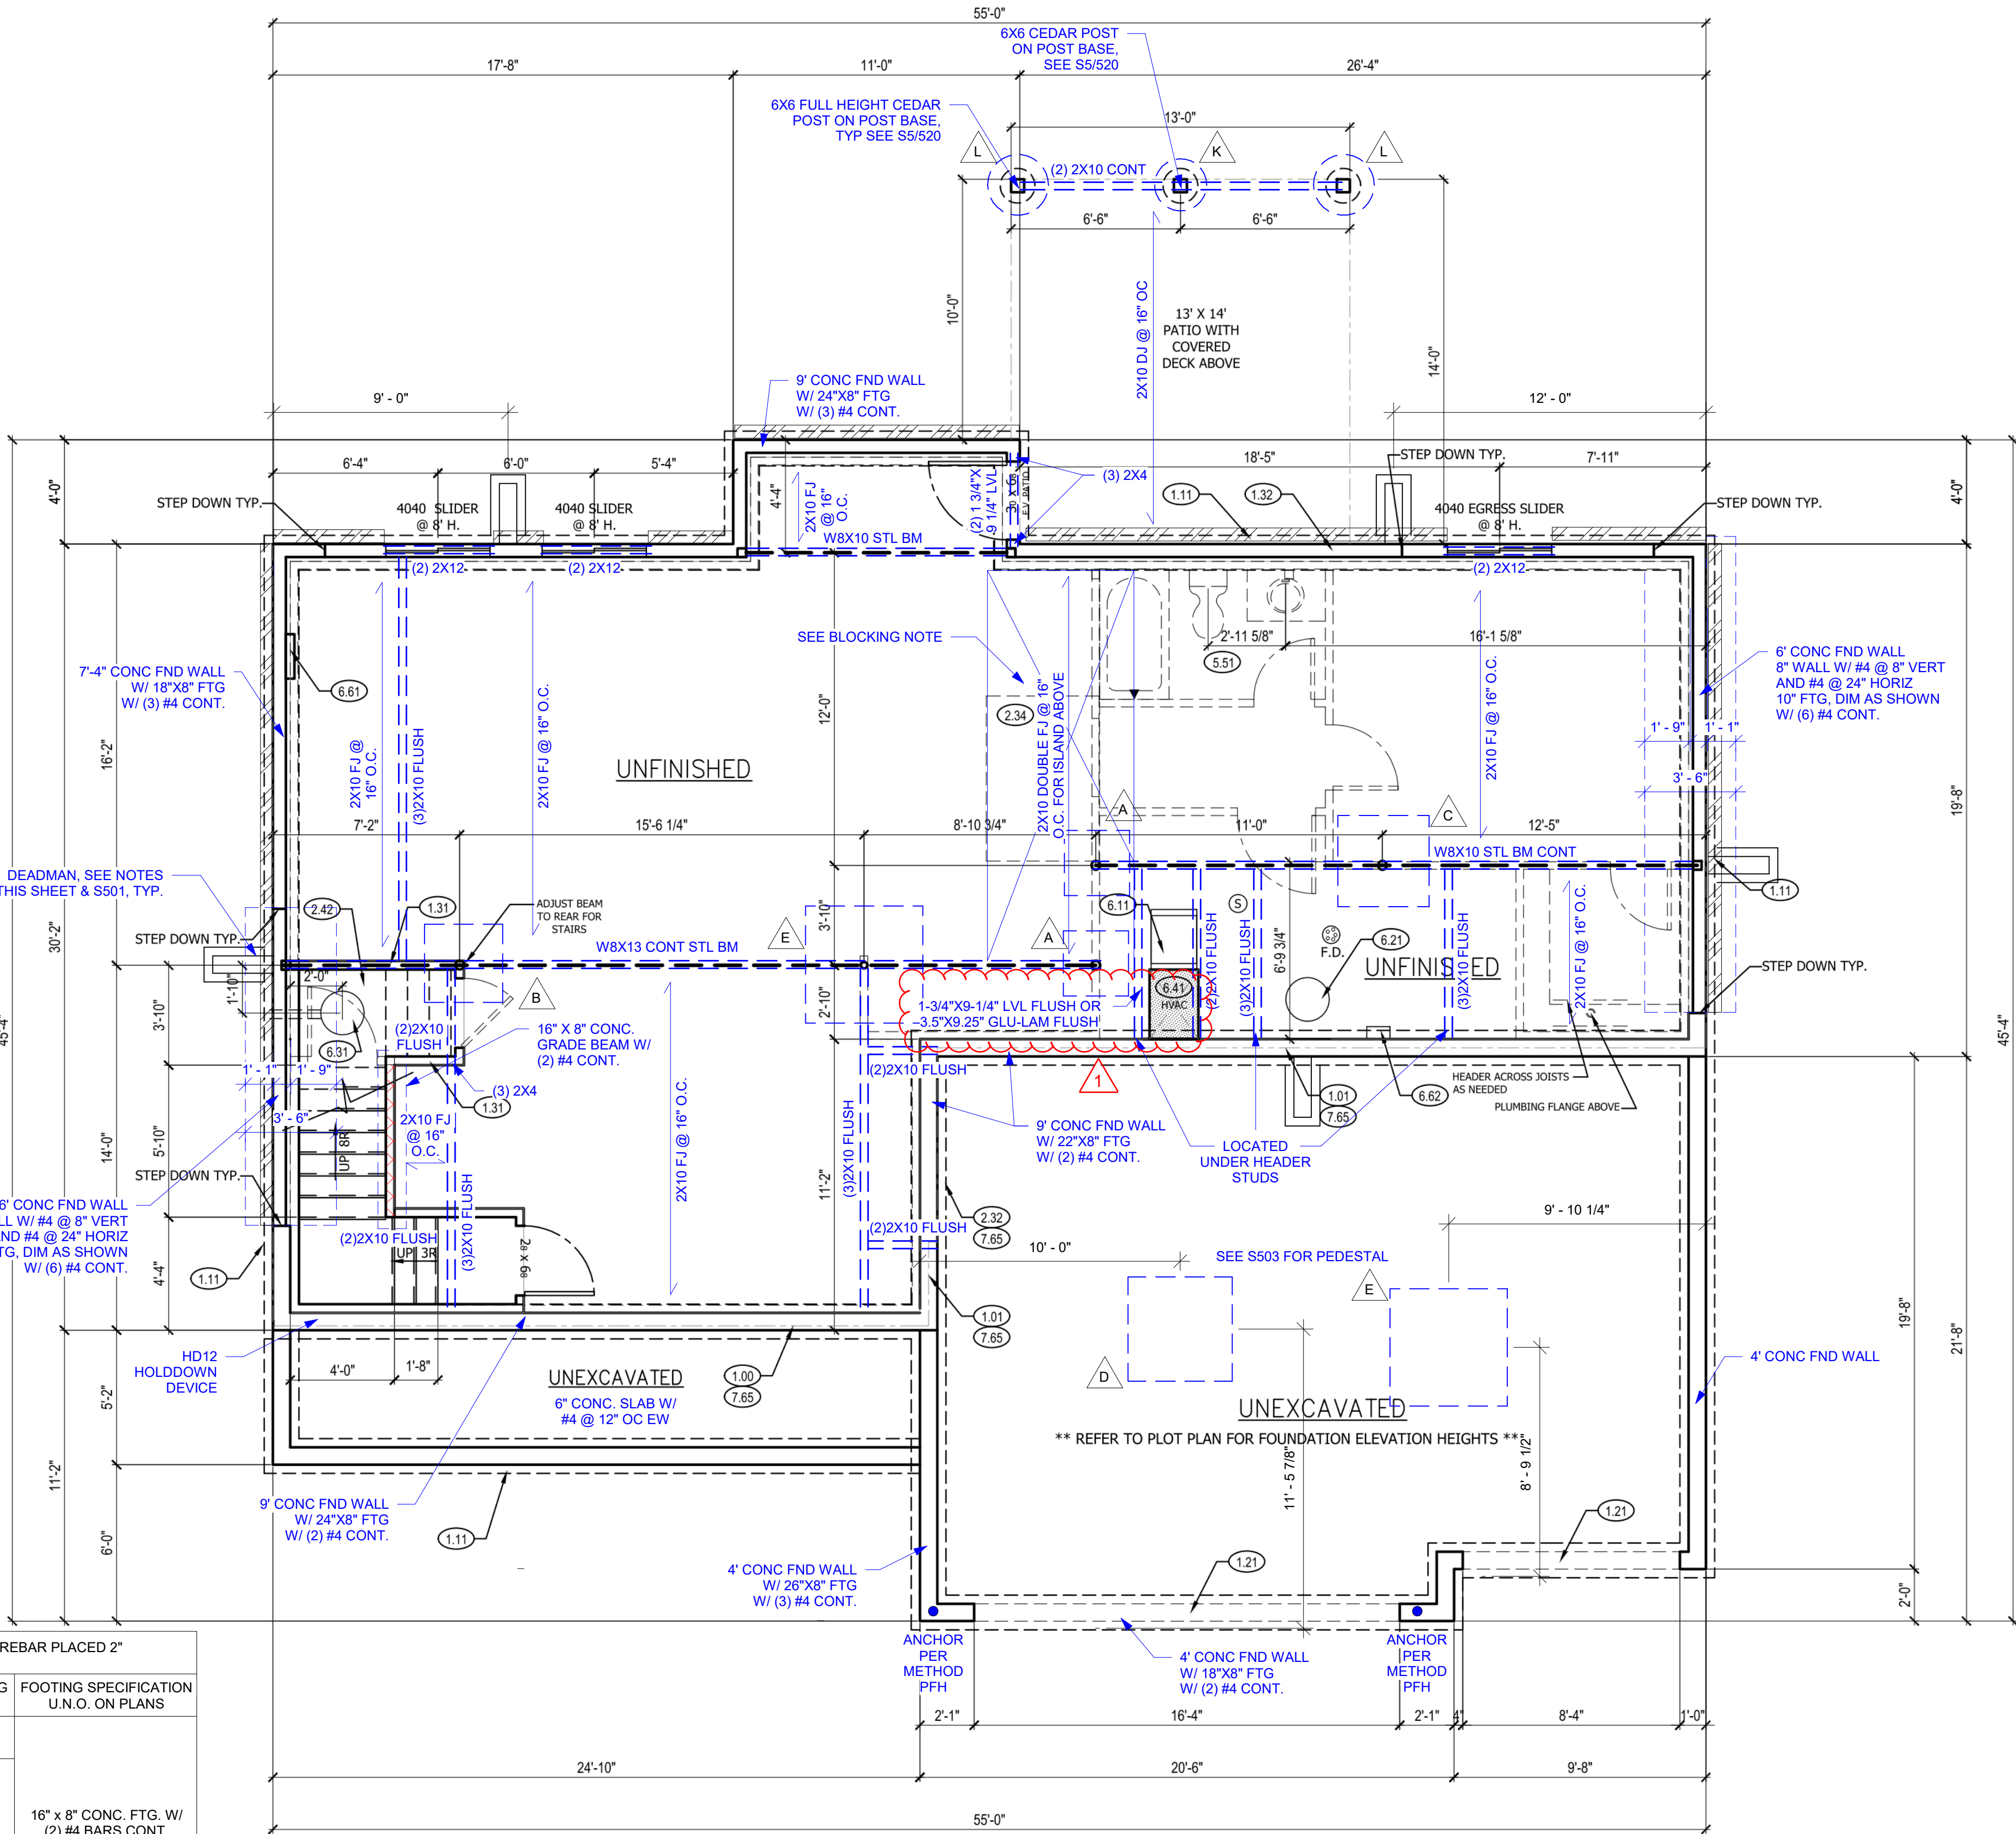 55'-0"
17'-8"
11'-0"
26'-4"
6X6 CEDAR POST
ON POST BASE,
SEE S5/520
6X6 FULL HEIGHT CEDAR
POST ON POST BASE,
TYP SEE S5/520
13'-0"
L
K
L
(2) 2X10 CONT
6'-6"
6'-6"
10'-0"
2X10 DJ @ 16" OC
13' X 14'
PATIO WITH
COVERED
DECK ABOVE
14'-0"
9' - 0"
9' CONC FND WALL
W/ 24"X8" FTG
W/ (3) #4 CONT.
12' - 0"
4'-0"
6'-4"
6'-0"
5'-4"
4'-4"
18'-5"
7'-11"
4'-0"
STEP DOWN TYP.
STEP DOWN TYP.
STEP DOWN TYP.
4040 SLIDER
@ 8' H.
4040 SLIDER
@ 8' H.
2X10 FJ
@ 16"
O.C.
W8X10 STL BM
(2) 1 3/4"X
9 1/4" LVL
(3) 2X4
1.11
1.32
4040 EGRESS SLIDER
@ 8' H.
(2) 2X12
(2) 2X12
(2) 2X12
SEE BLOCKING NOTE
2'-11 5/8"
16'-1 5/8"
5.51
7'-4" CONC FND WALL
W/ 18"X8" FTG
W/ (3) #4 CONT.
6.61
6' CONC FND WALL
8" WALL W/ #4 @ 8" VERT
AND #4 @ 24" HORIZ
10" FTG, DIM AS SHOWN
W/ (6) #4 CONT.
2.34
12'-0"
16'-2"
2X10 FJ @
16" O.C.
(3)2X10 FLUSH
2X10 FJ @ 16" O.C.
UNFINISHED
2X10 DOUBLE FJ @ 16"
O.C. FOR ISLAND ABOVE
2X10 FJ @ 16" O.C.
1' - 9"
1' - 1"
3' - 6"
19'-8"
A
C
7'-2"
15'-6 1/4"
8'-10 3/4"
11'-0"
12'-5"
W8X10 STL BM CONT
1.11
DEADMAN, SEE NOTES
THIS SHEET & S501, TYP.
2.42
1.31
ADJUST BEAM
TO REAR FOR
STAIRS
3'-10"
6.11
S
(2)2X10 FLUSH
(3)2X10 FLUSH
6'-9 3/4"
F.D.
6.21
UNFINISHED
(3)2X10 FLUSH
2X10 FJ @ 16" O.C.
STEP DOWN TYP.
W8X13 CONT STL BM
E
A
STEP DOWN TYP.
30'-2"
45'-4"
45'-4"
2'-0"
1'-10"
3'-10"
B
2'-10"
6.41
HVAC
1-3/4"X9-1/4" LVL FLUSH OR
3.5"X9.25" GLU-LAM FLUSH
6.31
(2)2X10
FLUSH
16" X 8" CONC.
GRADE BEAM W/
(2) #4 CONT.
1' - 1"
1' - 9"
3' - 6"
(3) 2X4
1.31
(2)2X10 FLUSH
1
HEADER ACROSS JOISTS
AS NEEDED
PLUMBING FLANGE ABOVE
1.01
7.65
6.62
9' CONC FND WALL
W/ 22"X8" FTG
W/ (2) #4 CONT.
LOCATED
UNDER HEADER
STUDS
14'-0"
5'-10"
UP 8R
2X10 FJ
@ 16"
O.C.
2X10 FJ @ 16" O.C.
(3)2X10 FLUSH
11'-2"
STEP DOWN TYP.
6' CONC FND WALL
LL W/ #4 @ 8" VERT
AND #4 @ 24" HORIZ
TG, DIM AS SHOWN
W/ (6) #4 CONT.
(3)2X10 FLUSH
(2)2X10 FLUSH
UP 3R
(2)2X10 FLUSH
2.32
7.65
10' - 0"
SEE S503 FOR PEDESTAL
9' - 10 1/4"
1.11
4'-4"
E
1.01
7.65
HD12
HOLDDOWN
DEVICE
4'-0"
1'-8"
UNEXCAVATED
6" CONC. SLAB W/
#4 @ 12" OC EW
1.00
7.65
D
19'-8"
21'-8"
4' CONC FND WALL
5'-2"
UNEXCAVATED
** REFER TO PLOT PLAN FOR FOUNDATION ELEVATION HEIGHTS **
11' - 5 7/8"
8' - 9 1/2"
11'-2"
6'-0"
9' CONC FND WALL
W/ 24"X8" FTG
W/ (2) #4 CONT.
1.11
1.21
1.21
4' CONC FND WALL
W/ 26"X8" FTG
W/ (3) #4 CONT.
2'-0"
ANCHOR
PER
METHOD
PFH
4' CONC FND WALL
W/ 18"X8" FTG
W/ (2) #4 CONT.
ANCHOR
PER
METHOD
PFH
REBAR PLACED 2"
G
FOOTING SPECIFICATION
U.N.O. ON PLANS
2'-1"
16'-4"
2'-1"
4"
8'-4"
1'-0"
24'-10"
20'-6"
9'-8"
16" x 8" CONC. FTG. W/
(2) #4 BARS CONT.
55'-0"